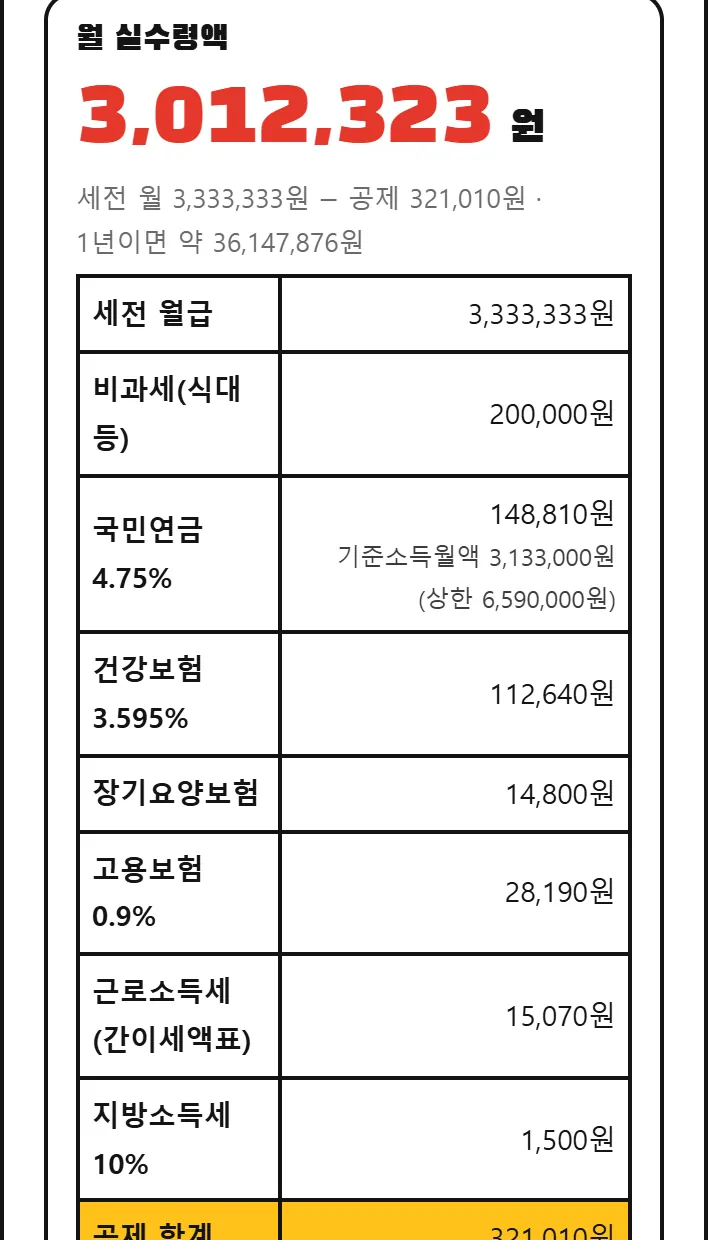 월 실수령액
3,012,323 원
세전 월 3,333,333원 − 공제 321,010원 ·
1년이면 약 36,147,876원
세전 월급 3,333,333원
비과세(식대
등)
200,000원
국민연금
4.75%
148,810원
기준소득월액 3,133,000원
(상한 6,590,000원)
건강보험
3.595%
112,640원
장기요양보험 14,800원
고용보험
0.9%
28,190원
근로소득세
(간이세액표)
15,070원
지방소득세
10%
1,500원
공제 합계 321,010원